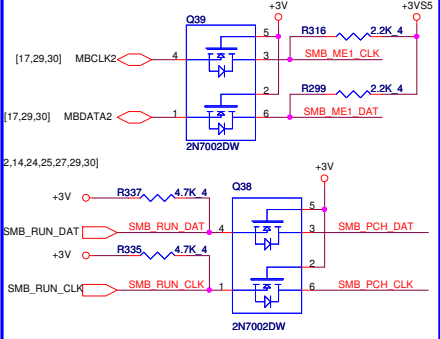 Q39
+3V
+3VS5
5
R316
2.2K_4
[17,29,30]
MBCLK2
4
3
SMB_ME1_CLK
2
R299
2.2K_4
[17,29,30]
MBDATA2
1
6
SMB_ME1_DAT
2N7002DW
2,14,24,25,27,29,30]
+3V
+3V
R337
4.7K_4
Q38
5
SMB_RUN_DAT
SMB_RUN_DAT
4
3
SMB_PCH_DAT
+3V
R335
4.7K_4
2
SMB_RUN_CLK
SMB_RUN_CLK
1
6
SMB_PCH_CLK
2N7002DW